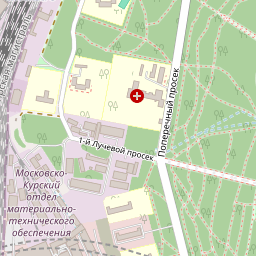 Поперечный просек
1-й Лучевой просек
Московско-
Курский
отдел
материально-
технического
обеспечения